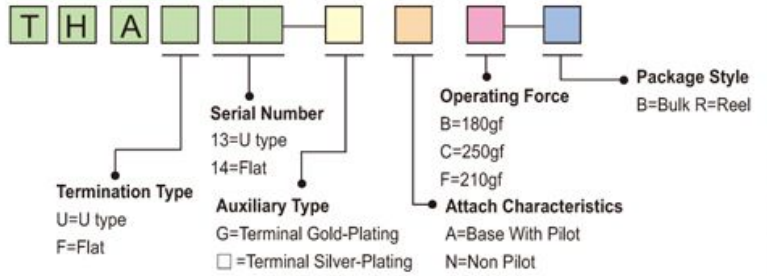 T H A
Package Style
B=Bulk R=Reel
Operating Force
B=180gf
C=250gf
F=210gf
Serial Number
13=U type
14=Flat
Termination Type
U=U type
F=Flat
Auxiliary Type
G=Terminal Gold-Plating
□ =Terminal Silver-Plating
Attach Characteristics
A=Base With Pilot
N=Non Pilot